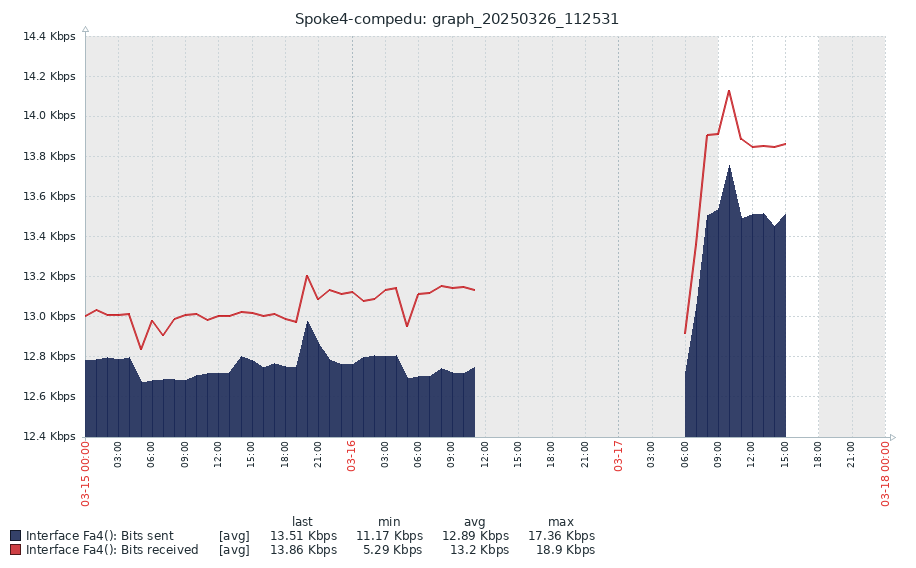 Spoke4-compedu: graph_20250326_112531
14.4 Kbps
14.2 Kbps
14.0 Kbps
13.8 Kbps
13.6 Kbps
13.4 Kbps
13.2 Kbps
13.0 Kbps
12.8 Kbps
12.6 Kbps
12.4 Kbps
03-15 00:00
03:00
06:00
09:00
12:00
15:00
18:00
21:00
03-16
03:00
06:00
09:00
12:00
15:00
18:00
21:00
03-17
03:00
06:00
09:00
12:00
15:00
18:00
21:00
03-18 00:00
last min avg max
Interface Fa4(): Bits sent [avg] 13.51 Kbps 11.17 Kbps 12.89 Kbps 17.36 Kbps
Interface Fa4(): Bits received [avg] 13.86 Kbps 5.29 Kbps 13.2 Kbps 18.9 Kbps